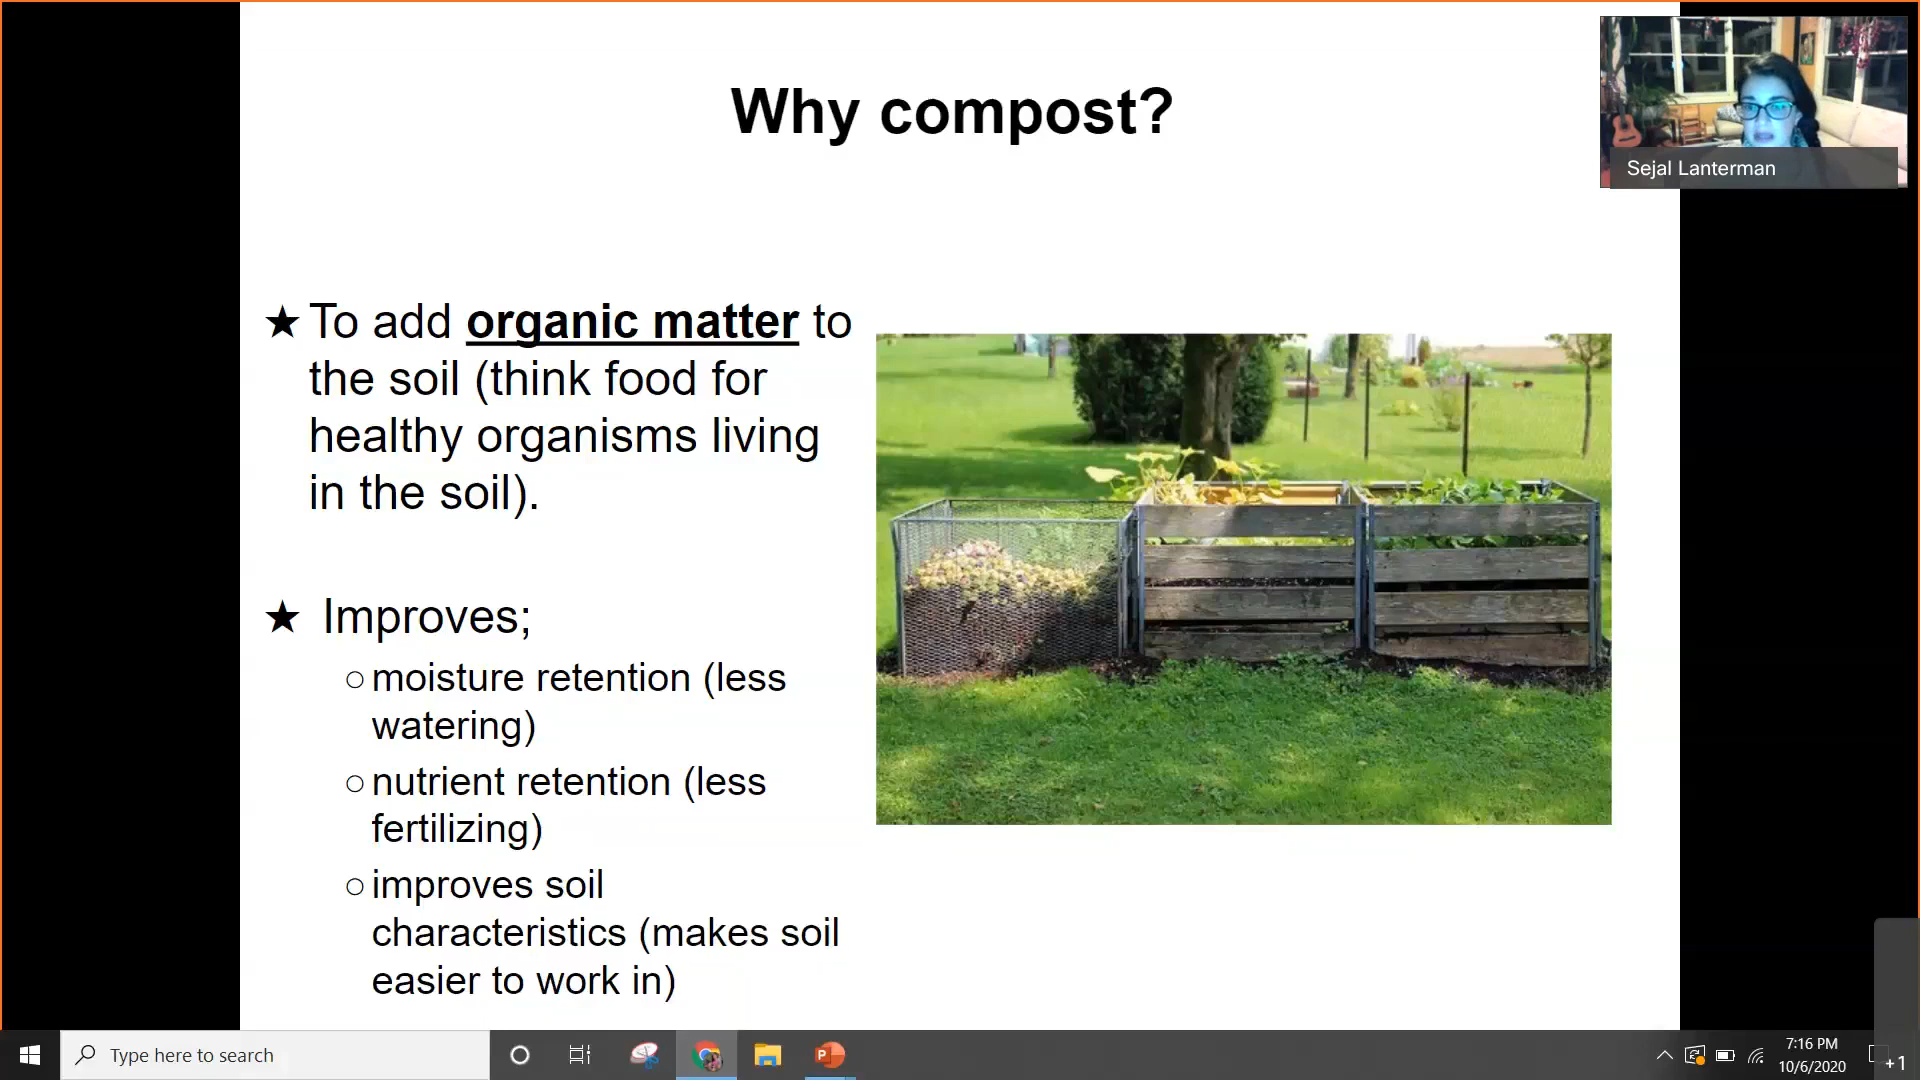 Why compost?
Sejal Lanterman
★ To add organic matter to
the soil (think food for
healthy organisms living
in the soil).
★ Improves;
○ moisture retention (less
watering)
○ nutrient retention (less
fertilizing)
○ improves soil
characteristics (makes soil
easier to work in)
Type here to search
7:16 PM
10/6/2020
+1